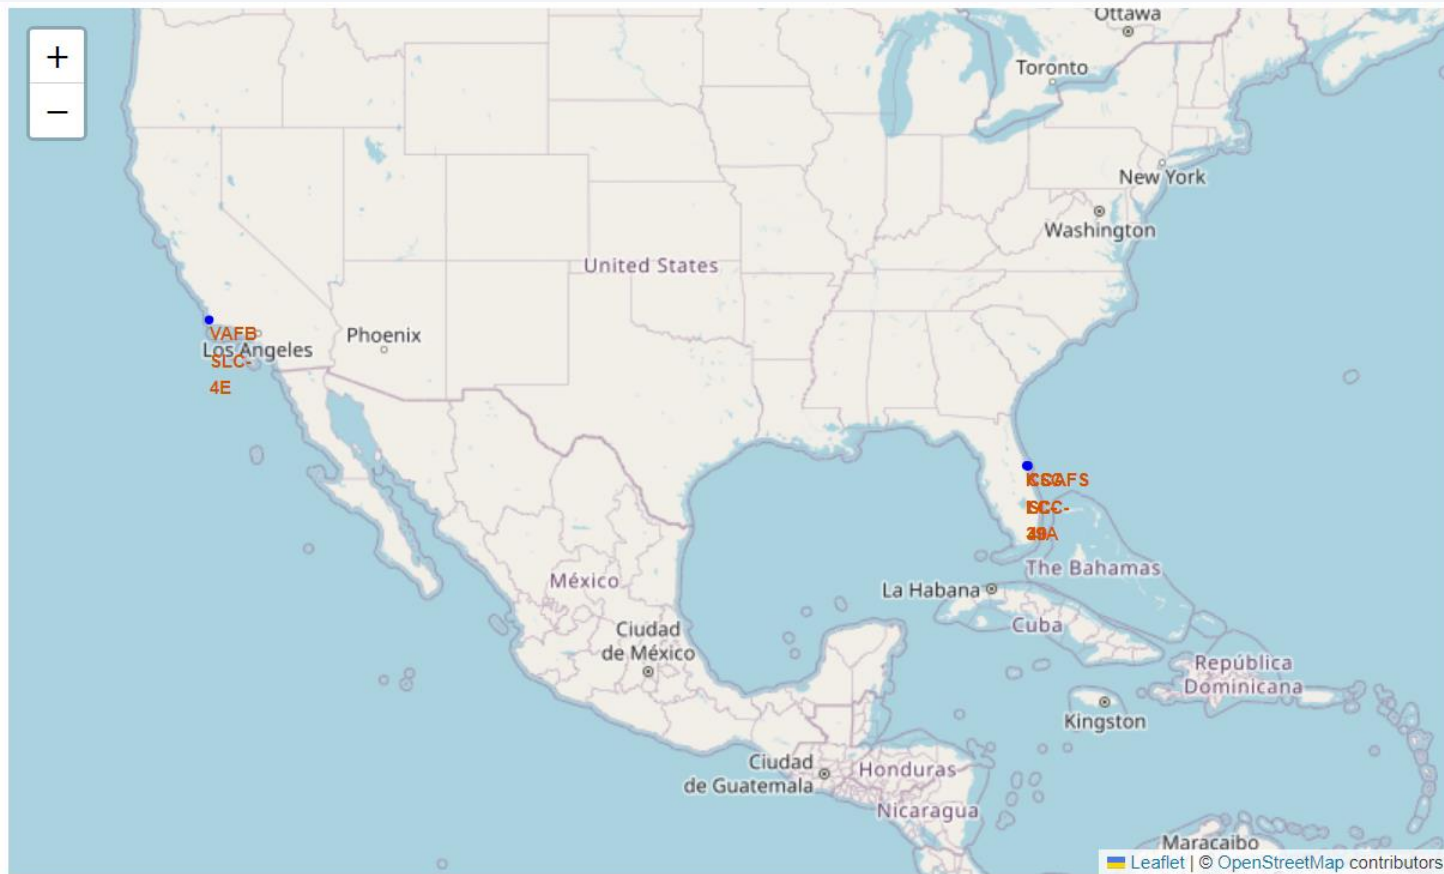 +
−
Ottawa
Toronto
New York
Washington
United States
VAFB
SLC-
4E
Los Angeles
Phoenix
México
Ciudad
de México
La Habana
The Bahamas
Cuba
República
Dominicana
Kingston
Ciudad
de Guatemala
Honduras
Nicaragua
Maracaibo
Leaflet | © OpenStreetMap contributors